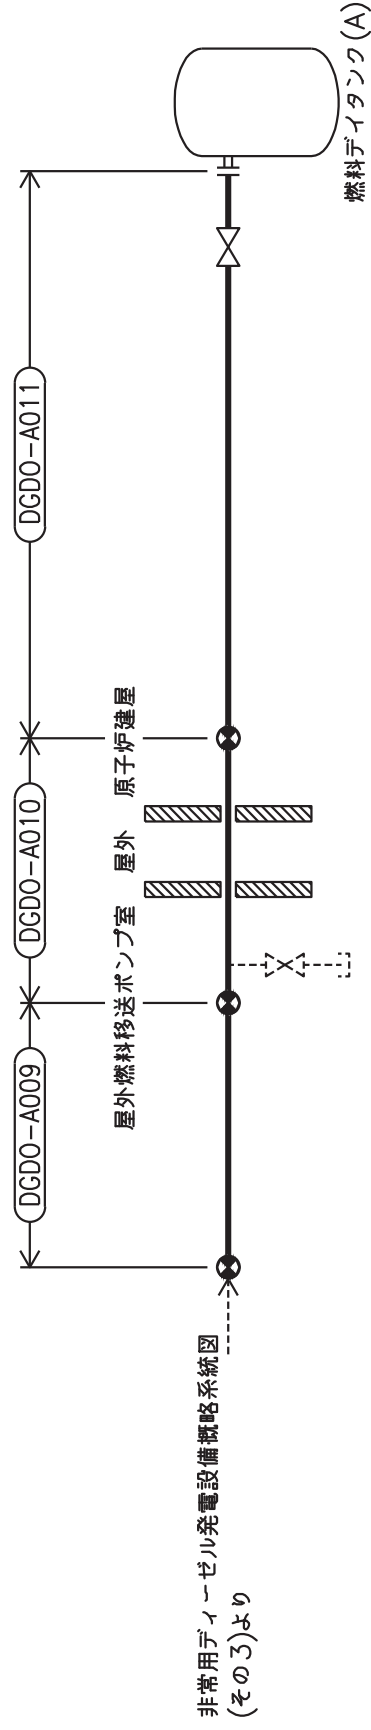 非常用ディーゼル発電設備概略系統図
(その3)より
DGDO-A009
DGDO-A010
DGDO-A011
屋外燃料移送ポンプ室
屋外
原子炉建屋
燃料デイタンク(A)